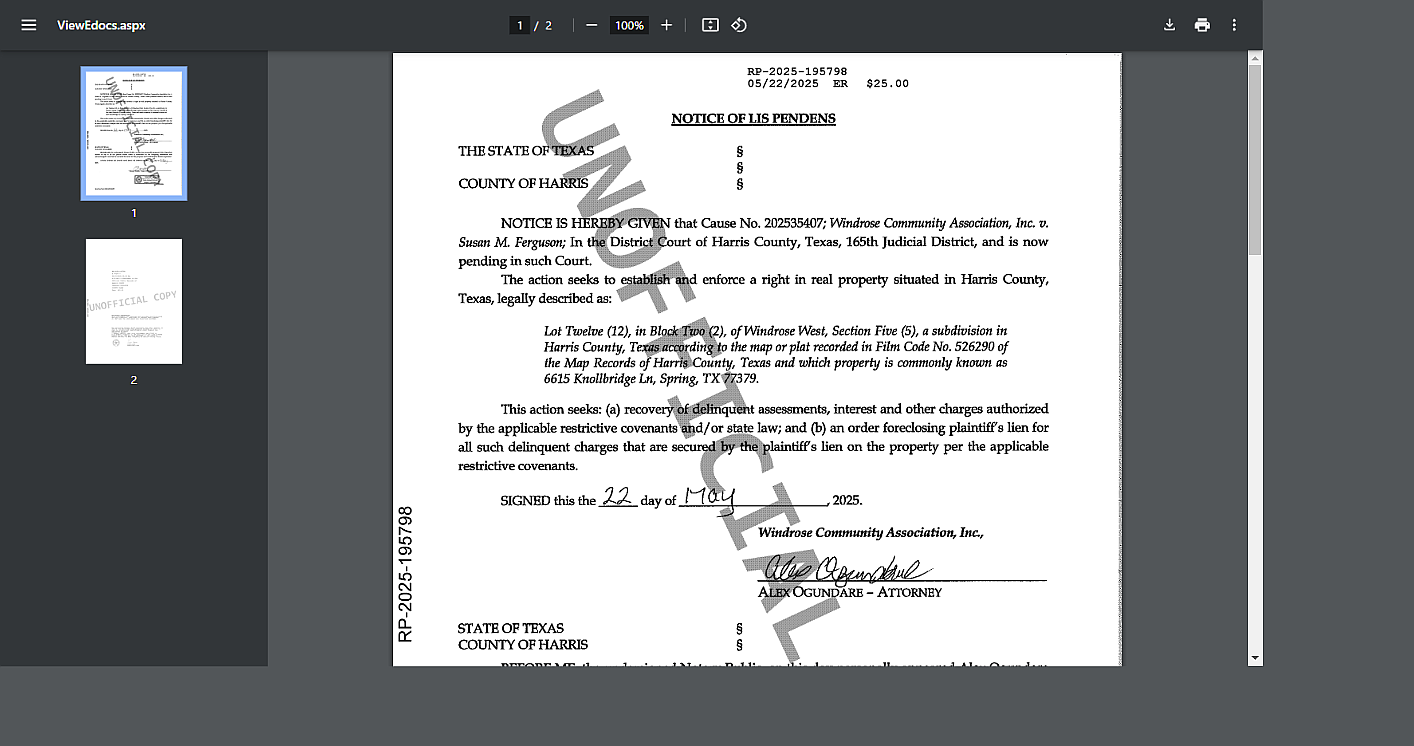 ViewEdocs.aspx
1 / 2
100%
1
2
RP-2025-195798
05/22/2025 ER $25.00
NOTICE OF LIS PENDENS
THE STATE OF TEXAS §
§
COUNTY OF HARRIS §
NOTICE IS HEREBY GIVEN that Cause No. 202535407; Windrose Community Association, Inc. v.
Susan M. Ferguson; In the District Court of Harris County, Texas, 165th Judicial District, and is now
pending in such Court.
The action seeks to establish and enforce a right in real property situated in Harris County,
Texas, legally described as:
Lot Twelve (12), in Block Two (2), of Windrose West, Section Five (5), a subdivision in
Harris County, Texas according to the map or plat recorded in Film Code No. 526290 of
the Map Records of Harris County, Texas and which property is commonly known as
6615 Knollbridge Ln, Spring, TX 77379.
This action seeks: (a) recovery of delinquent assessments, interest and other charges authorized
by the applicable restrictive covenants and/or state law; and (b) an order foreclosing plaintiff's lien for
all such delinquent charges that are secured by the plaintiff's lien on the property per the applicable
restrictive covenants.
SIGNED this the 22 day of May, 2025.
Windrose Community Association, Inc.,
Alex Ogundare
ALEX OGUNDARE – ATTORNEY
STATE OF TEXAS §
COUNTY OF HARRIS §
RP-2025-195798
UNOFFICIAL
UNOFFICIAL COPY